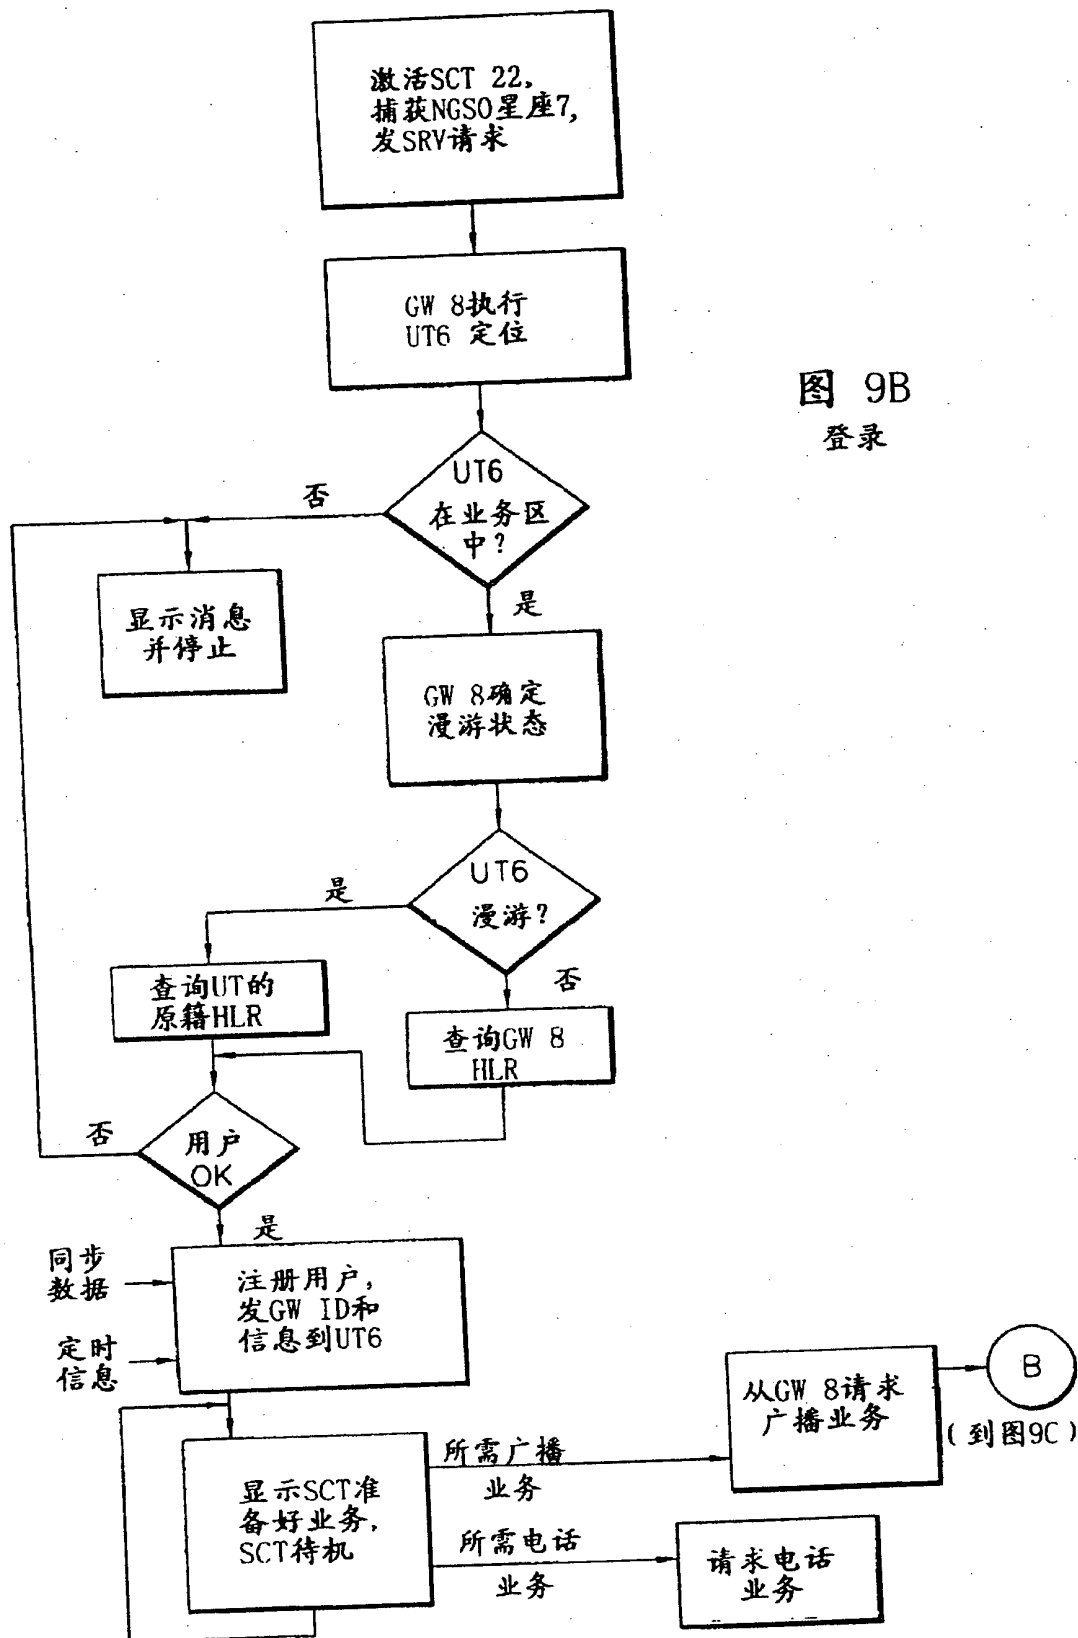 激活SCT 22,
捕获NGSO星座7,
发SRV请求
GW 8执行
UT6 定位
图 9B
登录
UT6
在业务区
中?
否
是
显示消息
并停止
GW 8确定
漫游状态
UT6
漫游?
是
否
查询UT的
原籍HLR
查询GW 8
HLR
用户
OK
否
是
同步
数据
定时
信息
注册用户,
发GW ID和
信息到UT6
从GW 8请求
广播业务
B
(到图9C)
显示SCT准
备好业务,
SCT待机
所需广播
业务
所需电话
业务
请求电话
业务